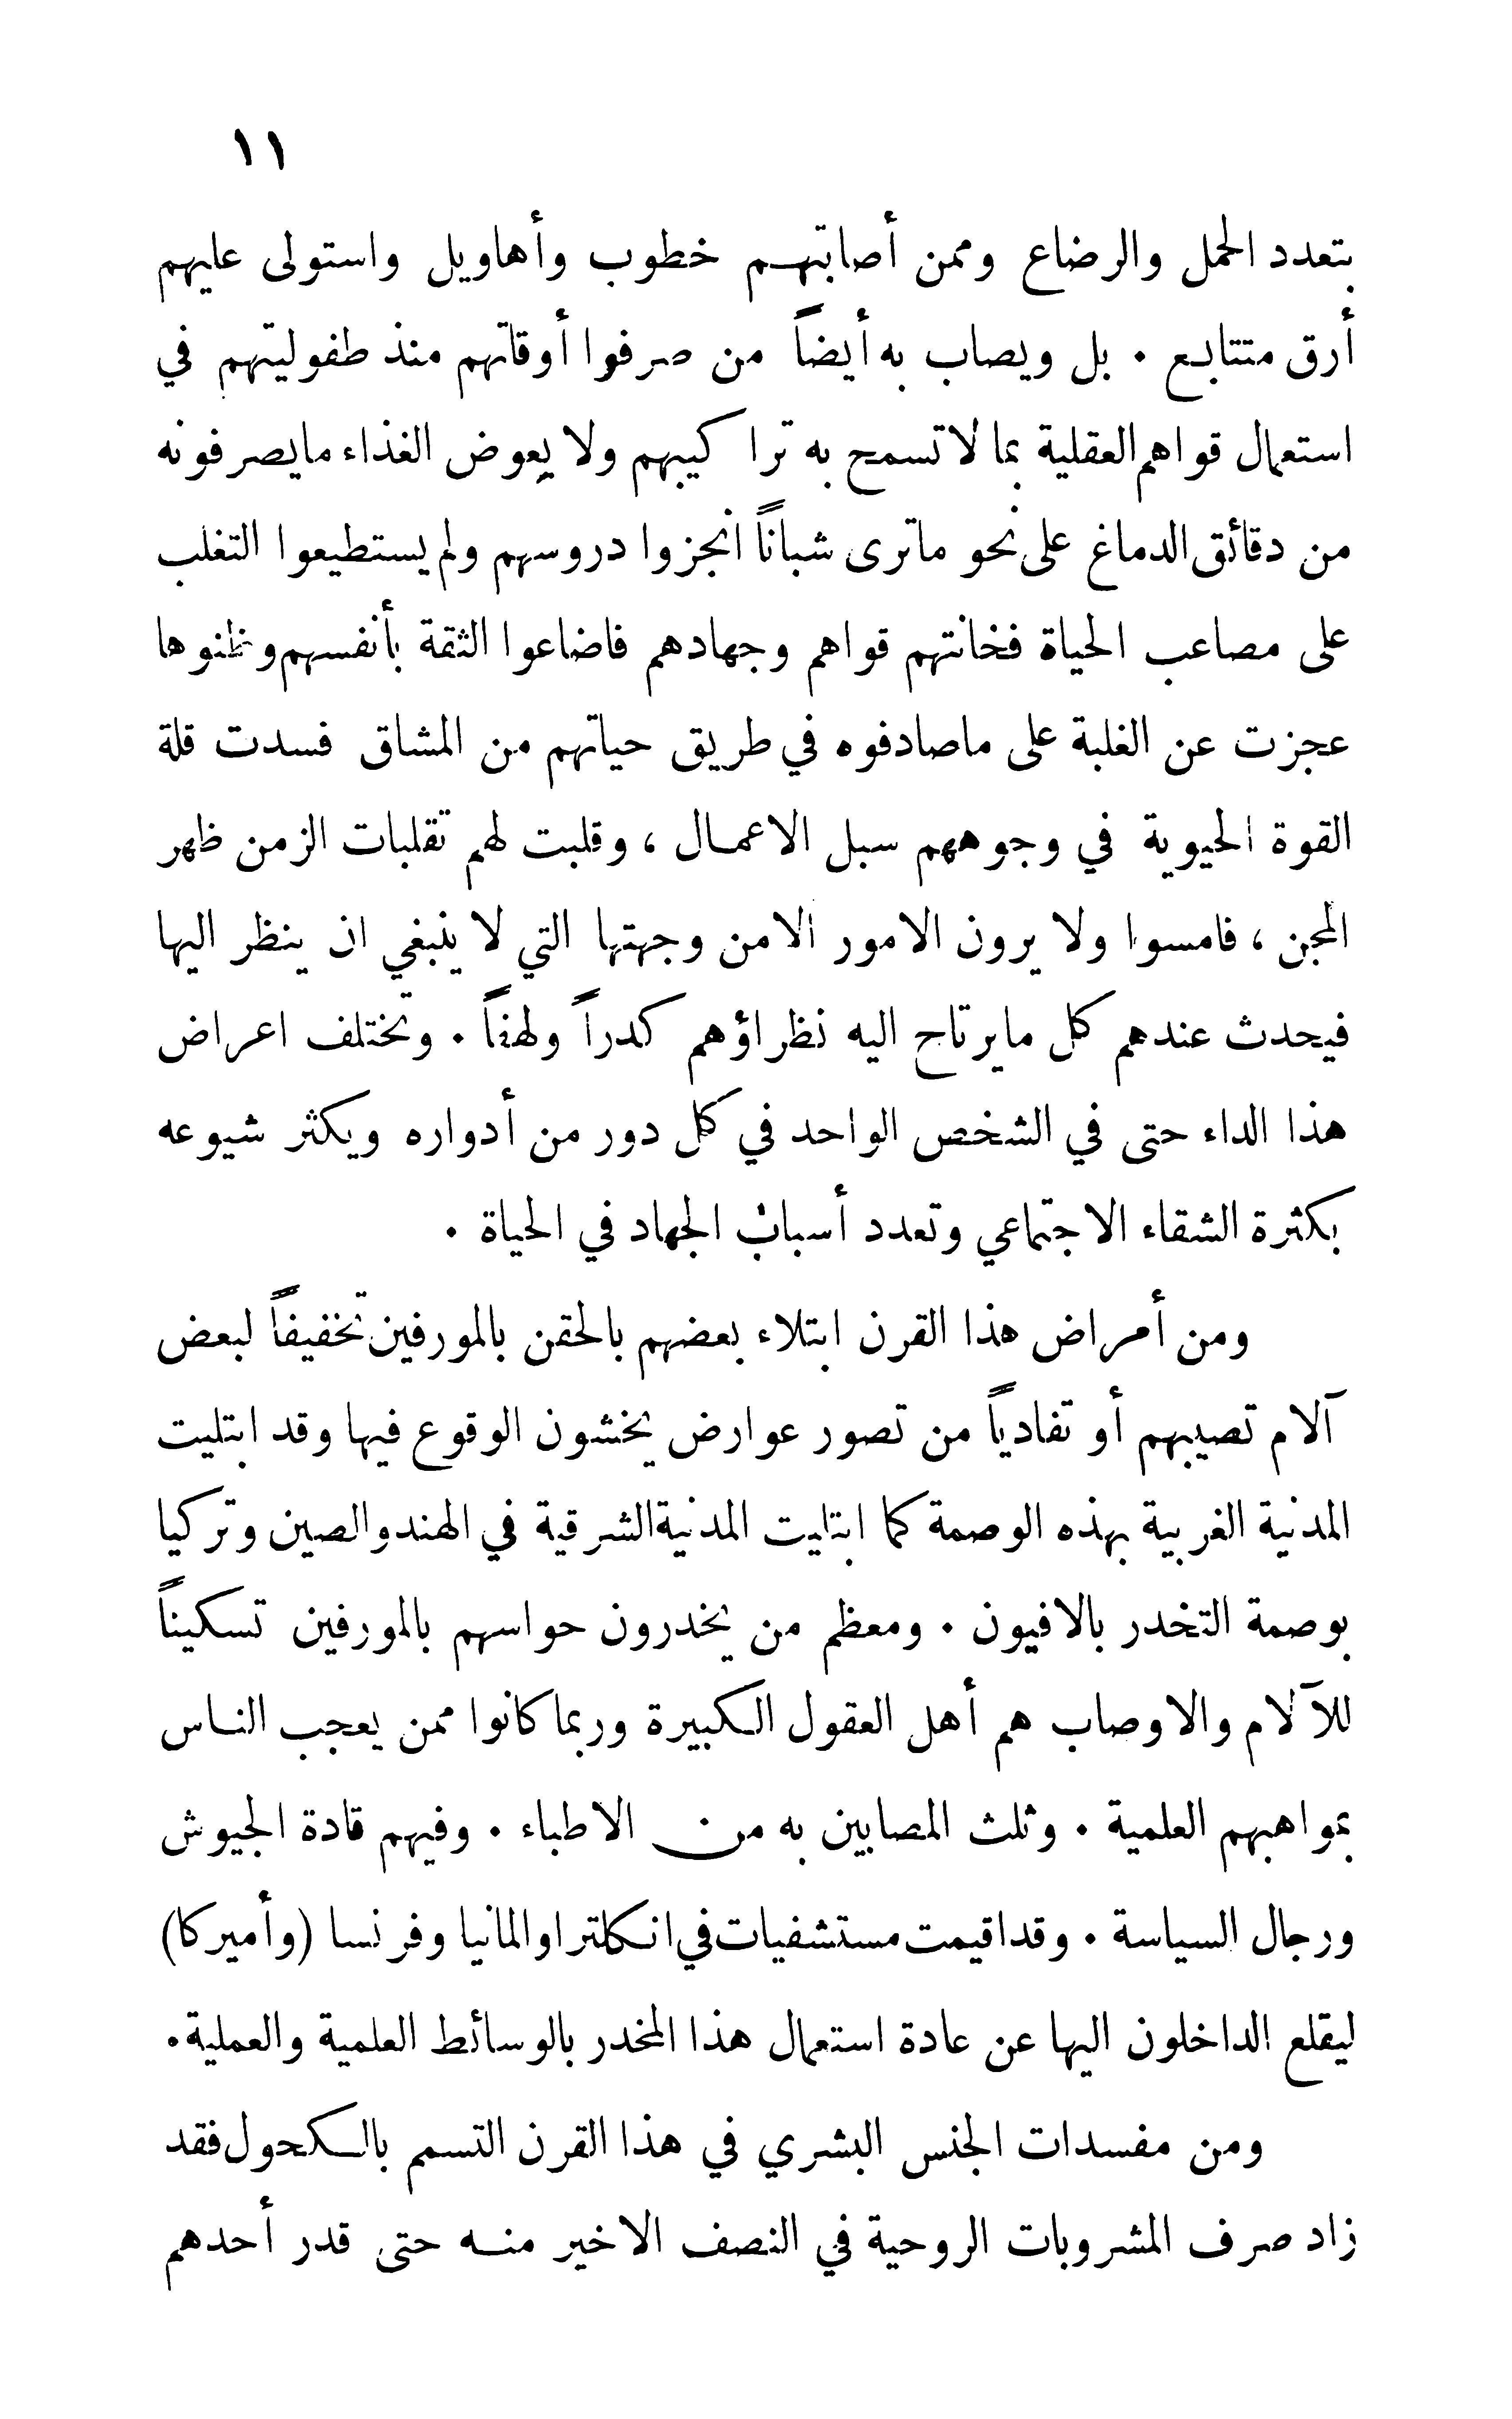 ١١
بتعدد الحمل والرضاع وممن أصابتهم خطوب وأهاويل واستولى عليهم
أرق متتابع . بل ويصاب به أيضاً من صرفوا أوقاتهم منذ طفوليتهم في
استعمال قواهم العقلية بما لا تسمح به تراكيبهم ولا يعوض الغذاء مايصرفونه
من دقائق الدماغ على نحو ماترى شباناً انجزوا دروسهم ولم يستطيعوا التغلب
على مصاعب الحياة فخانتهم قواهم وجهادهم فاضاعوا الثقة بأنفسهم وظنوها
عجزت عن الغلبة على ماصادفوه في طريق حياتهم من المشاق فسدت قلة
القوة الحيوية في وجوههم سبل الاعمال ، وقلبت لهم تقلبات الزمن ظهر
المجن ، فامسوا ولا يرون الامور الا من وجهتها التي لا ينبغي ان ينظر اليها
فيحدث عندهم كل مايرتاح اليه نظراؤهم كدراً ولهفاً . وتختلف اعراض
هذا الداء حتى في الشخص الواحد في كل دور من أدواره ويكثر شيوعه
بكثرة الشقاء الاجتماعي وتعدد أسباب الجهاد في الحياة .
ومن أمراض هذا القرن ابتلاء بعضهم بالحقن بالمورفين تخفيفاً لبعض
آلام تصيبهم أو تفادياً من تصور عوارض يخشون الوقوع فيها وقد ابتليت
المدنية الغربية بهذه الوصمة كما ابتليت المدنية الشرقية في الهند والصين وتركيا
بوصمة التخدر بالافيون . ومعظم من يخدرون حواسهم بالمورفين تسكيناً
للآلام والاوصاب هم أهل العقول الكبيرة وربما كانوا ممن يعجب الناس
بمواهبهم العلمية . وثلث المصابين به من الاطباء . وفيهم قادة الجيوش
ورجال السياسة . وقد اقيمت مستشفيات في انكلترا والمانيا وفرنسا (وأميركا)
ليقلع الداخلون اليها عن عادة استعمال هذا المخدر بالوسائط العلمية والعملية .
ومن مفسدات الجنس البشري في هذا القرن التسمم بالكحول فقد
زاد صرف المشروبات الروحية في النصف الاخير منه حتى قدر أحدهم